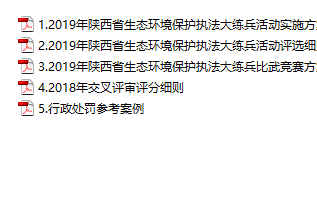 1.2019年陕西省生态环境保护执法大练兵活动实施方
2.2019年陕西省生态环境保护执法大练兵活动评选细
3.2019年陕西省生态环境保护执法大练兵比武竞赛方
4.2018年交叉评审评分细则
5.行政处罚参考案例